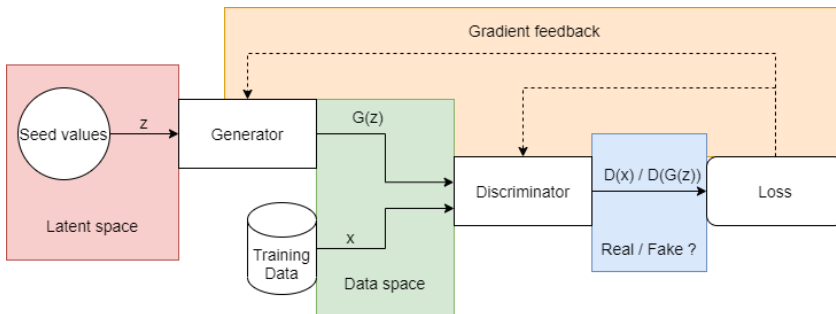 Gradient feedback
Seed values
z
Generator
G(z)
Discriminator
D(x) / D(G(z))
Loss
Latent space
Training
Data
x
Real / Fake ?
Data space